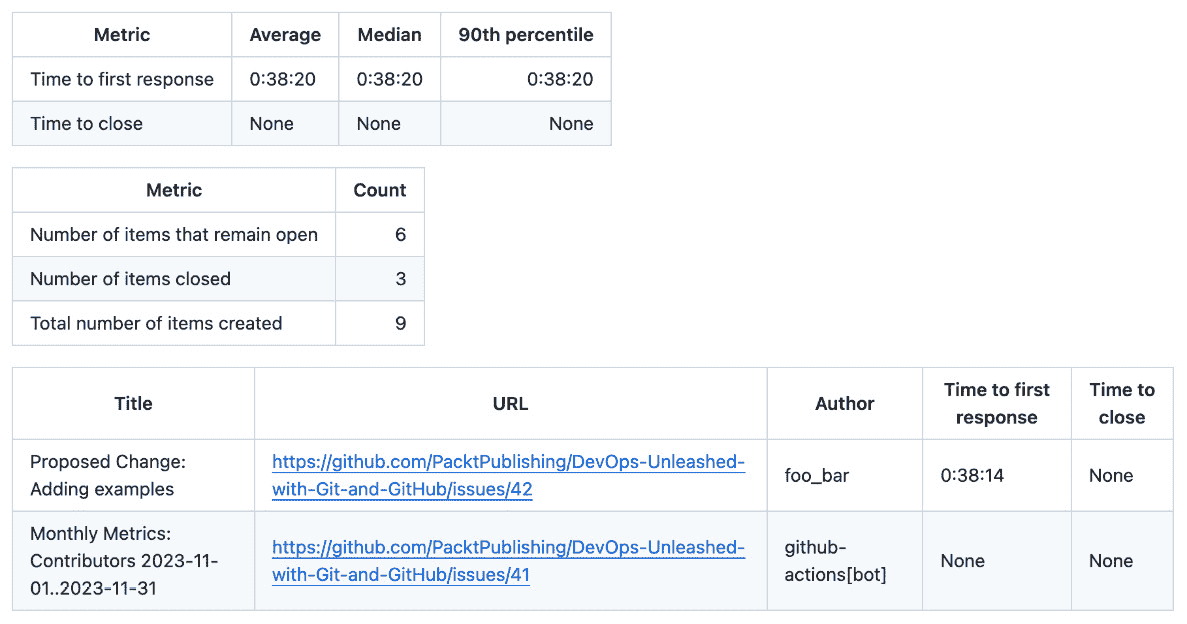 Metric Average Median 90th percentile
Time to first response 0:38:20 0:38:20 0:38:20
Time to close None None None
Metric Count
Number of items that remain open 6
Number of items closed 3
Total number of items created 9
Title URL Author Time to first response Time to close
Proposed Change: Adding examples https://github.com/PacktPublishing/DevOps-Unleashed-with-Git-and-GitHub/issues/42 foo_bar 0:38:14 None
Monthly Metrics: Contributors 2023-11-01..2023-11-31 https://github.com/PacktPublishing/DevOps-Unleashed-with-Git-and-GitHub/issues/41 github-actions[bot] None None